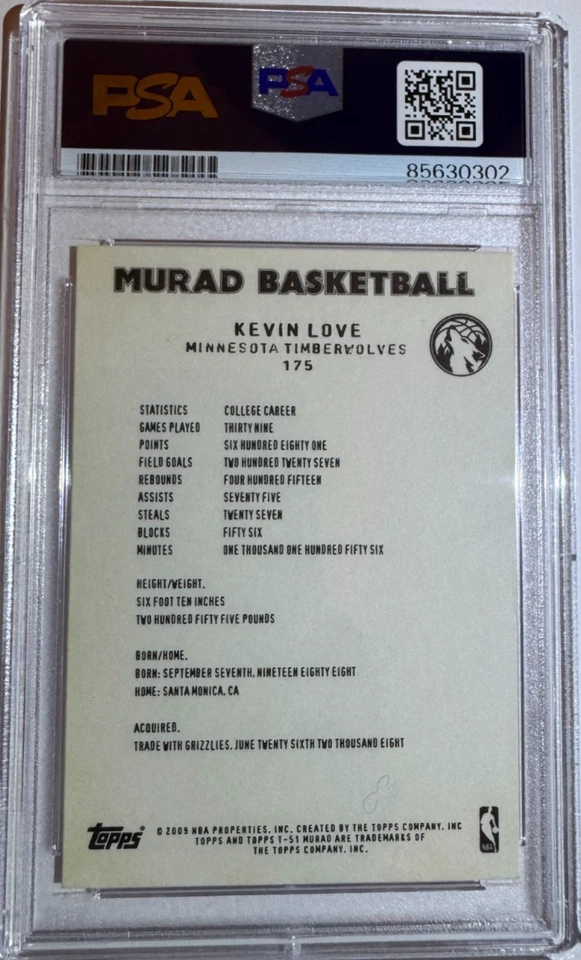 PSA
PSA
85630302
MURAD BASKETBALL
KEVIN LOVE
MINNESOTA TIMBERWOLVES
175
STATISTICS COLLEGE CAREER
GAMES PLAYED THIRTY NINE
POINTS SIX HUNDRED EIGHTY ONE
FIELD GOALS TWO HUNDRED TWENTY SEVEN
REBOUNDS FOUR HUNDRED FIFTEEN
ASSISTS SEVENTY FIVE
STEALS TWENTY SEVEN
BLOCKS FIFTY SIX
MINUTES ONE THOUSAND ONE HUNDRED FIFTY SIX
HEIGHT/WEIGHT.
SIX FOOT TEN INCHES
TWO HUNDRED FIFTY FIVE POUNDS
BORN/HOME.
BORN: SEPTEMBER SEVENTH, NINETEEN EIGHTY EIGHT
HOME: SANTA MONICA, CA
ACQUIRED.
TRADE WITH GRIZZLIES, JUNE TWENTY SIXTH TWO THOUSAND EIGHT
8
topps
© 2009 NBA PROPERTIES, INC. CREATED BY THE TOPPS COMPANY, INC
TOPPS AND TOPPS T-51 MURAD ARE TRADEMARKS OF
THE TOPPS COMPANY, INC.
NBA